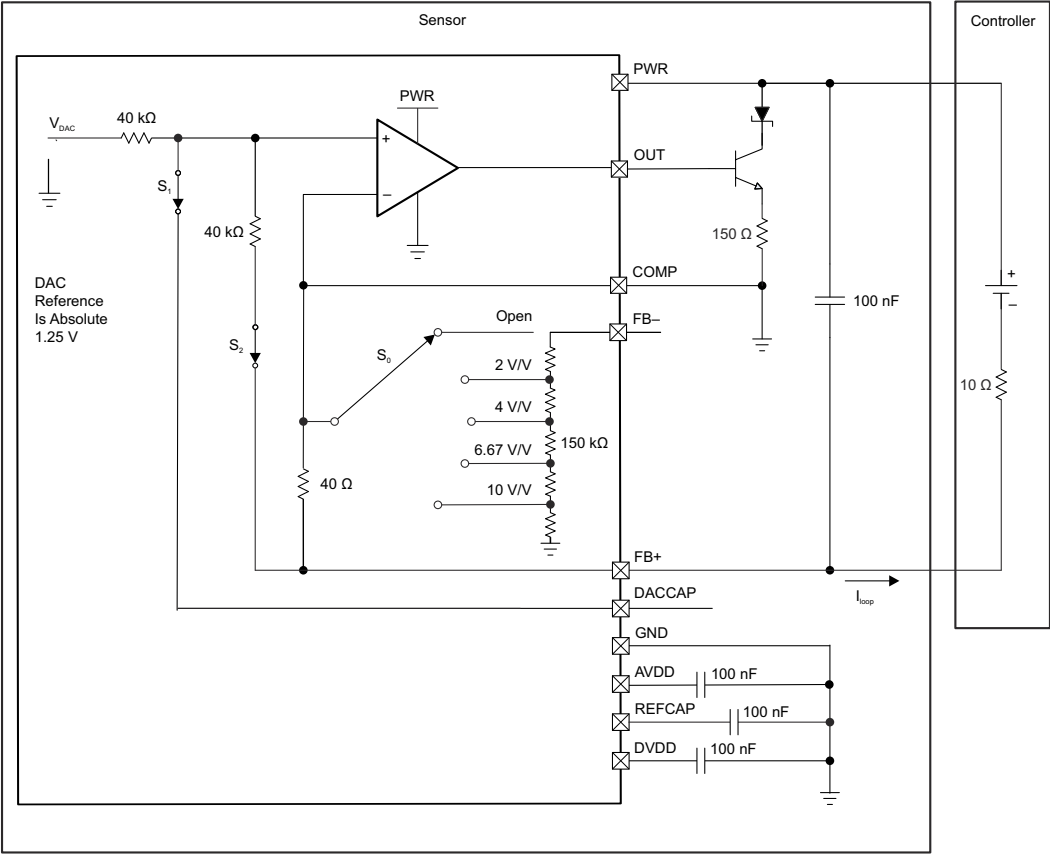 Sensor
Controller
PWR
PWR
V_DAC
40 kΩ
+
OUT
S₁
–
40 kΩ
150 Ω
DAC
Reference
Is Absolute
1.25 V
COMP
+
–
100 nF
FB–
Open
S₂
S₀
2 V/V
10 Ω
4 V/V
150 kΩ
6.67 V/V
40 Ω
10 V/V
FB+
I_loop
DACCAP
GND
AVDD
100 nF
REFCAP
100 nF
DVDD
100 nF